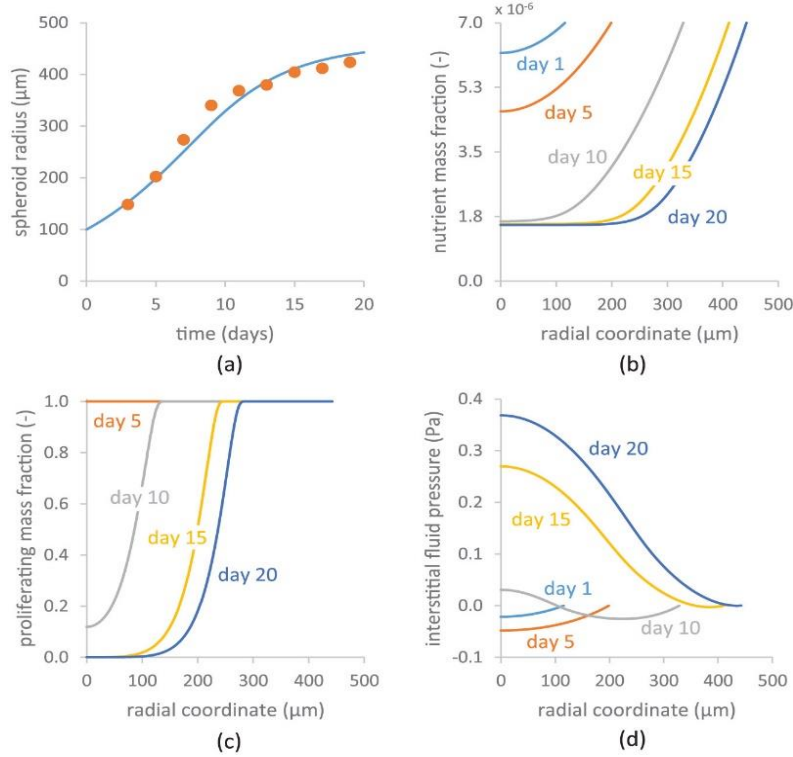 500
400
300
200
100
0
0 5 10 15 20
spheroid radius (μm)
time (days)
(a)
x 10⁻⁶
7.0
5.3
3.5
1.8
0.0
0 100 200 300 400 500
nutrient mass fraction (-)
day 1
day 5
day 10
day 15
day 20
radial coordinate (μm)
(b)
1.0
0.8
0.6
0.4
0.2
0.0
0 100 200 300 400 500
proliferating mass fraction (-)
day 5
day 10
day 15
day 20
radial coordinate (μm)
(c)
0.4
0.3
0.2
0.1
0.0
-0.1
0 100 200 300 400 500
interstitial fluid pressure (Pa)
day 20
day 15
day 1
day 5
day 10
radial coordinate (μm)
(d)